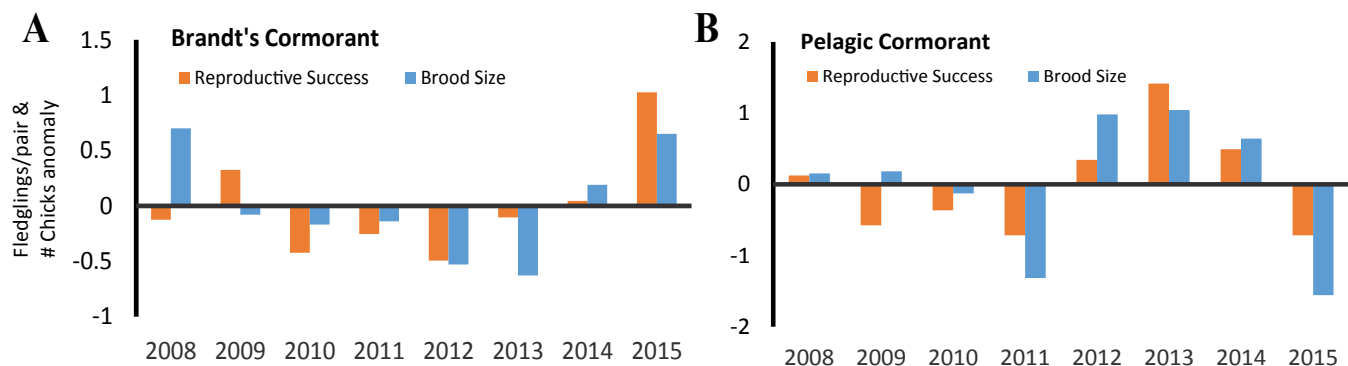 A
Brandt's Cormorant
Reproductive Success
Brood Size
Fledglings/pair &
# Chicks anomaly
1.5
1
0.5
0
-0.5
-1
2008 2009 2010 2011 2012 2013 2014 2015
B
Pelagic Cormorant
Reproductive Success
Brood Size
2
1
0
-1
-2
2008 2009 2010 2011 2012 2013 2014 2015